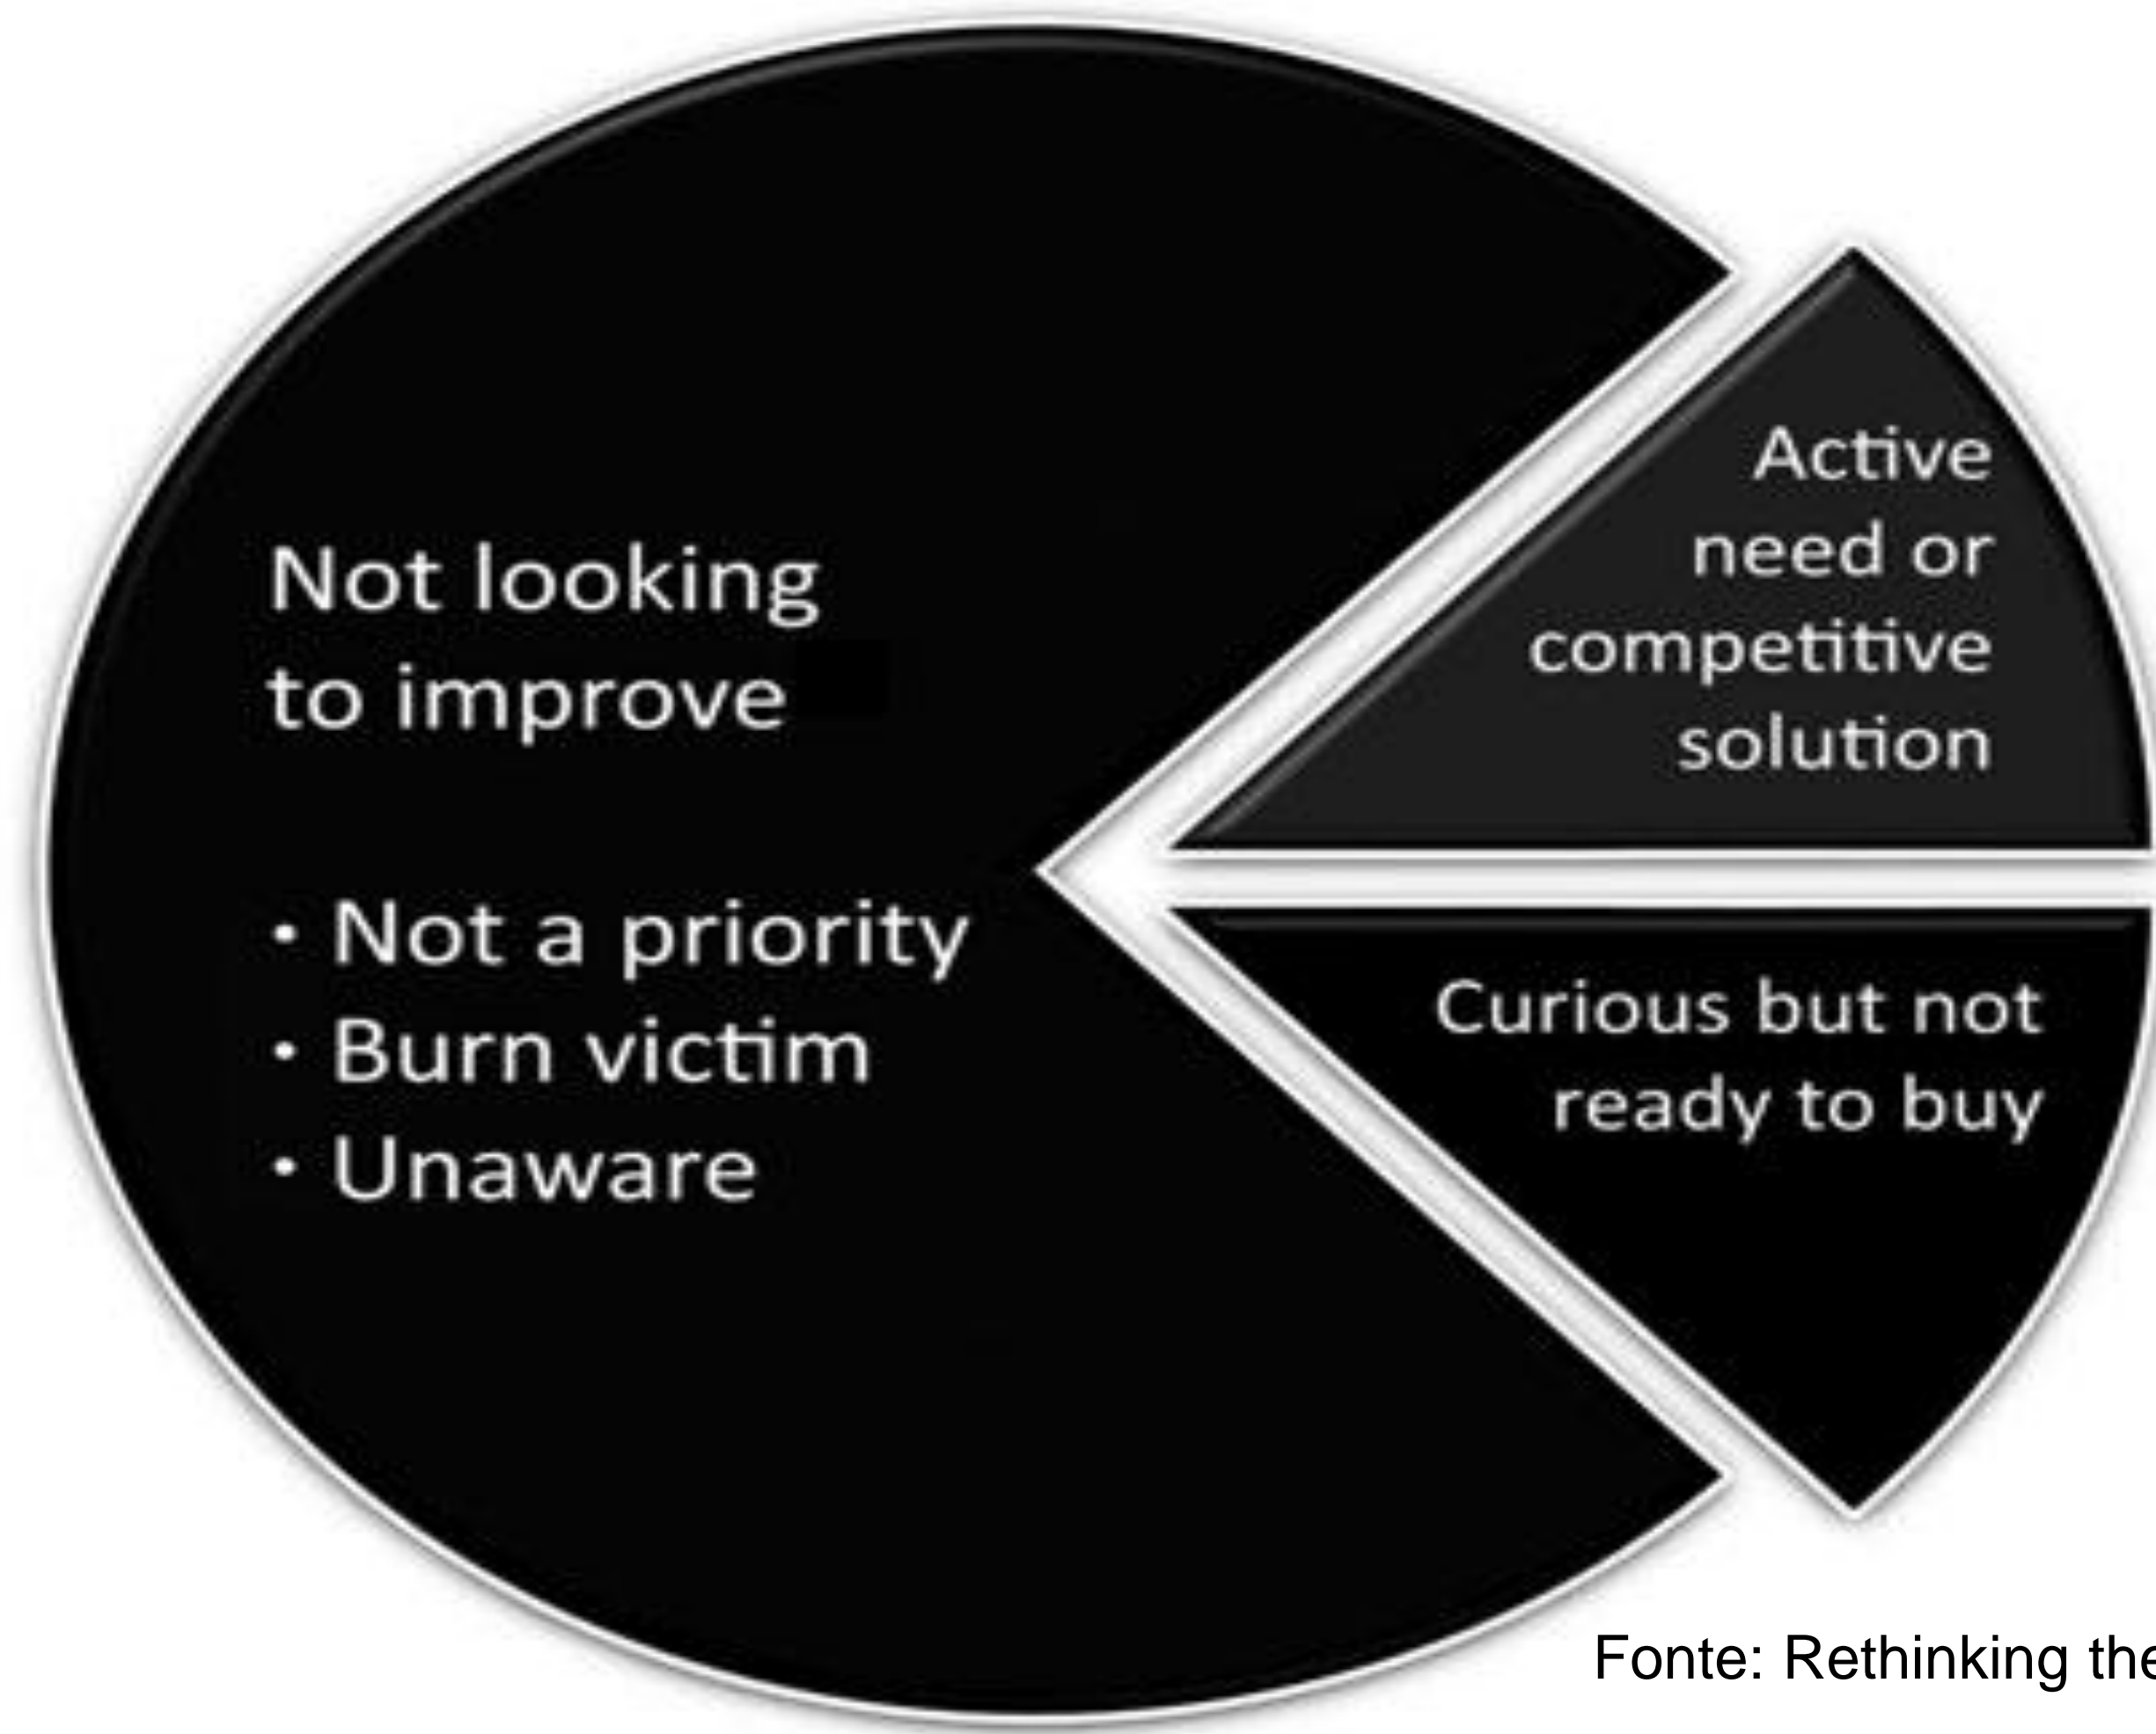 Not looking
to improve
• Not a priority
• Burn victim
• Unaware
Active
need or
competitive
solution
Curious but not
ready to buy
Fonte: Rethinking the